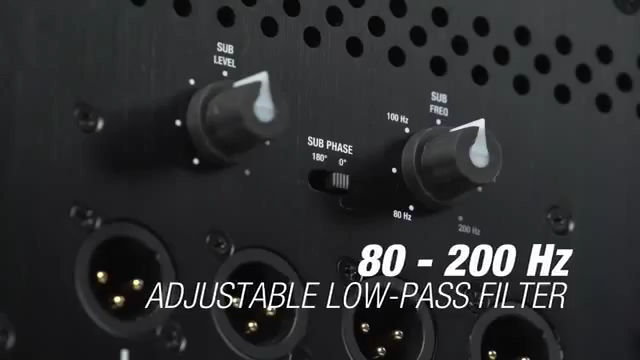 SUB
LEVEL
SUB
FREQ
100 Hz
SUB PHASE
180° 0°
80 Hz
200 Hz
80 - 200 Hz
ADJUSTABLE LOW-PASS FILTER